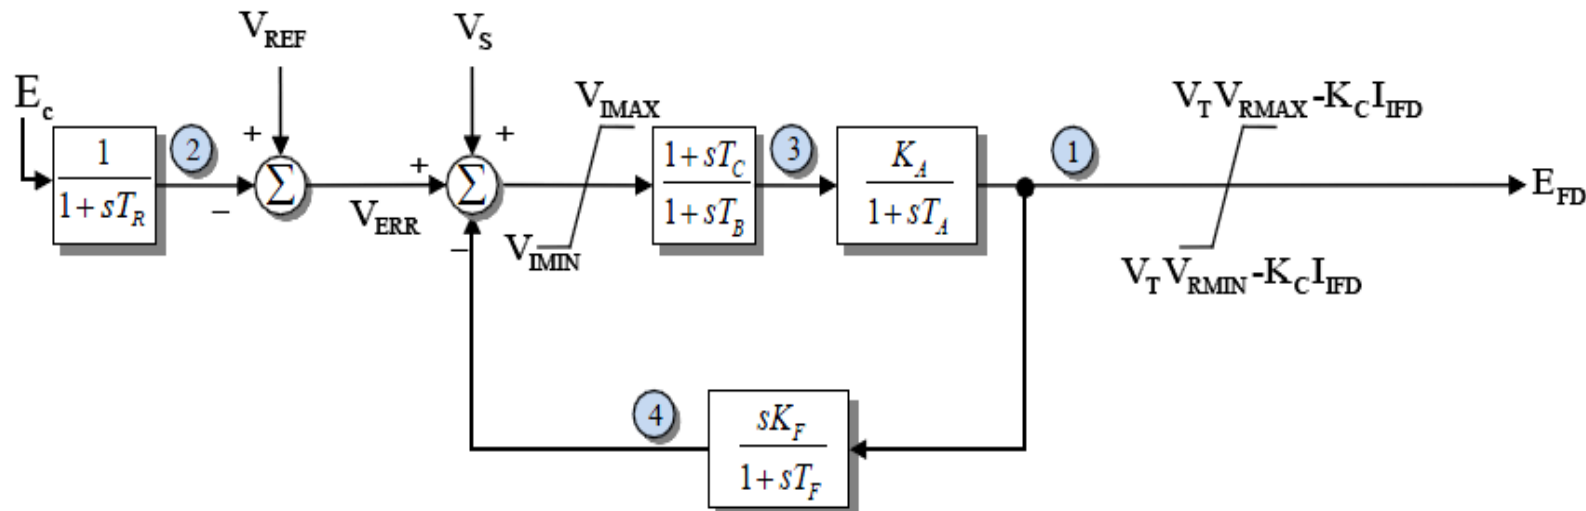 V_REF
V_S
E_c
V_IMAX
V_T V_RMAX-K_C I_IFD
1
1+sT_R
2
+
−
Σ
+
V_ERR
+
Σ
−
V_IMIN
1+sT_C
1+sT_B
3
K_A
1+sT_A
1
E_FD
V_T V_RMIN-K_C I_IFD
4
sK_F
1+sT_F